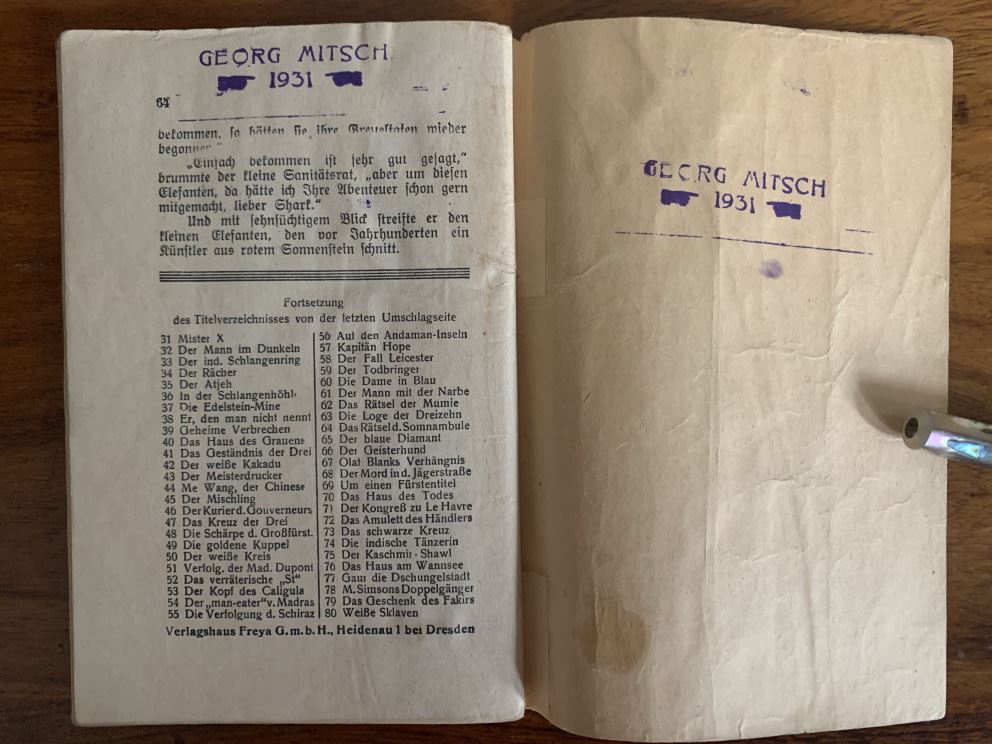 GEORG MITSCH
1931
64
bekommen, so hätten sie ihre Greueltaten wieder
begonnen."
„Einfach bekommen ist sehr gut gesagt,"
brummte der kleine Sanitätsrat, „aber um diesen
Elefanten, da hätte ich Ihre Abenteuer schon gern
mitgemacht, lieber Shark."
Und mit sehnsüchtigem Blick streifte er den
kleinen Elefanten, den vor Jahrhunderten ein
Künstler aus rotem Sonnenstein schnitt.
Fortsetzung
des Titelverzeichnisses von der letzten Umschlagseite
31 Mister X
32 Der Mann im Dunkeln
33 Der ind. Schlangenring
34 Der Rächer
35 Der Atjeh
36 In der Schlangenhöhle
37 Die Edelstein-Mine
38 Er, den man nicht nennt
39 Geheime Verbrechen
40 Das Haus des Grauens
41 Das Geständnis der Drei
42 Der weiße Kakadu
43 Der Meisterdrucker
44 Me Wang, der Chinese
45 Der Mischling
46 Der Kurier d. Gouverneurs
47 Das Kreuz der Drei
48 Die Schärpe d. Großfürst.
49 Die goldene Kuppel
50 Der weiße Kreis
51 Verfolg. der Mad. Dupont
52 Das verräterische „St"
53 Der Kopf des Caligula
54 Der „man-eater" v. Madras
55 Die Verfolgung d. Schiraz
56 Auf den Andaman-Inseln
57 Kapitän Hope
58 Der Fall Leicester
59 Der Todbringer
60 Die Dame in Blau
61 Der Mann mit der Narbe
62 Das Rätsel der Mumie
63 Die Loge der Dreizehn
64 Das Rätsel d. Somnambule
65 Der blaue Diamant
66 Der Geisterhund
67 Olaf Blanks Verhängnis
68 Der Mord in d. Jägerstraße
69 Um einen Fürstentitel
70 Das Haus des Todes
71 Der Kongreß zu Le Havre
72 Das Amulett des Händlers
73 Das schwarze Kreuz
74 Die indische Tänzerin
75 Der Kaschmir-Shawl
76 Das Haus am Wannsee
77 Gaur die Dschungelstadt
78 M. Simsons Doppelgänger
79 Das Geschenk des Fakirs
80 Weiße Sklaven
Verlagshaus Freya G.m.b.H., Heidenau 1 bei Dresden
GEORG MITSCH
1931